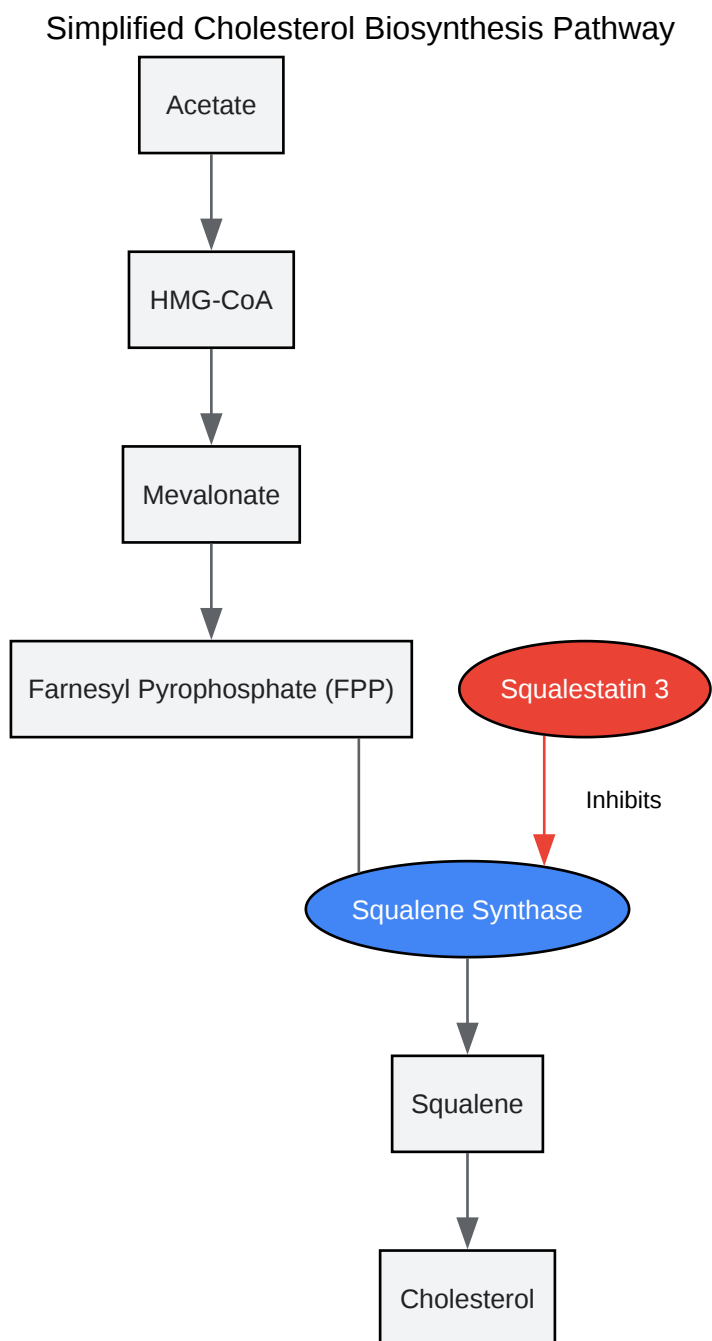 Simplified Cholesterol Biosynthesis Pathway
Acetate
HMG-CoA
Mevalonate
Farnesyl Pyrophosphate (FPP)
Squalestatin 3
Inhibits
Squalene Synthase
Squalene
Cholesterol